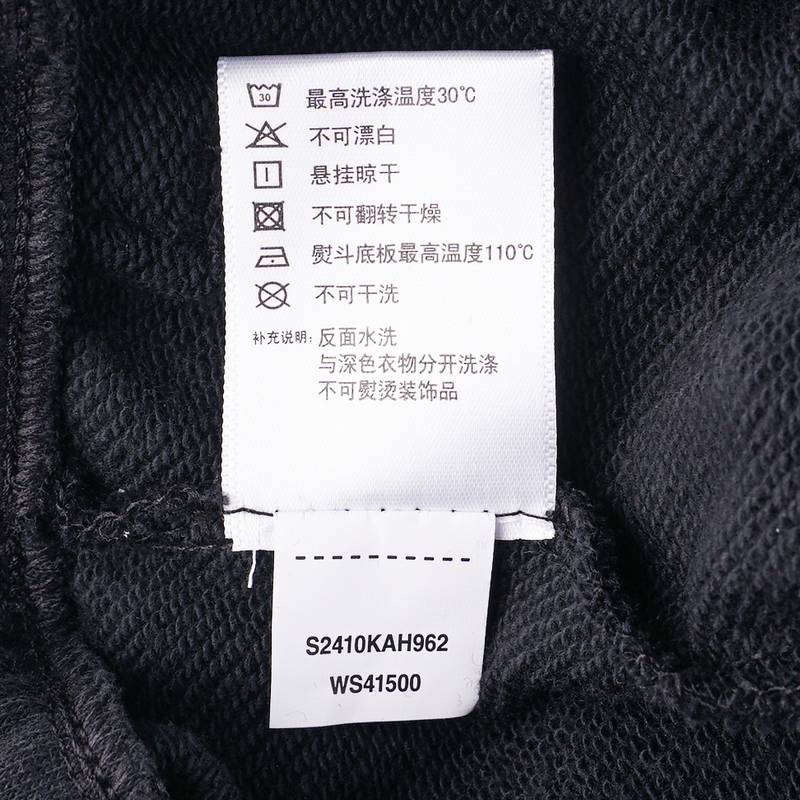 30
最高洗涤温度30℃
不可漂白
悬挂晾干
不可翻转干燥
熨斗底板最高温度110℃
不可干洗
补充说明: 反面水洗
与深色衣物分开洗涤
不可熨烫装饰品
S2410KAH962
WS41500